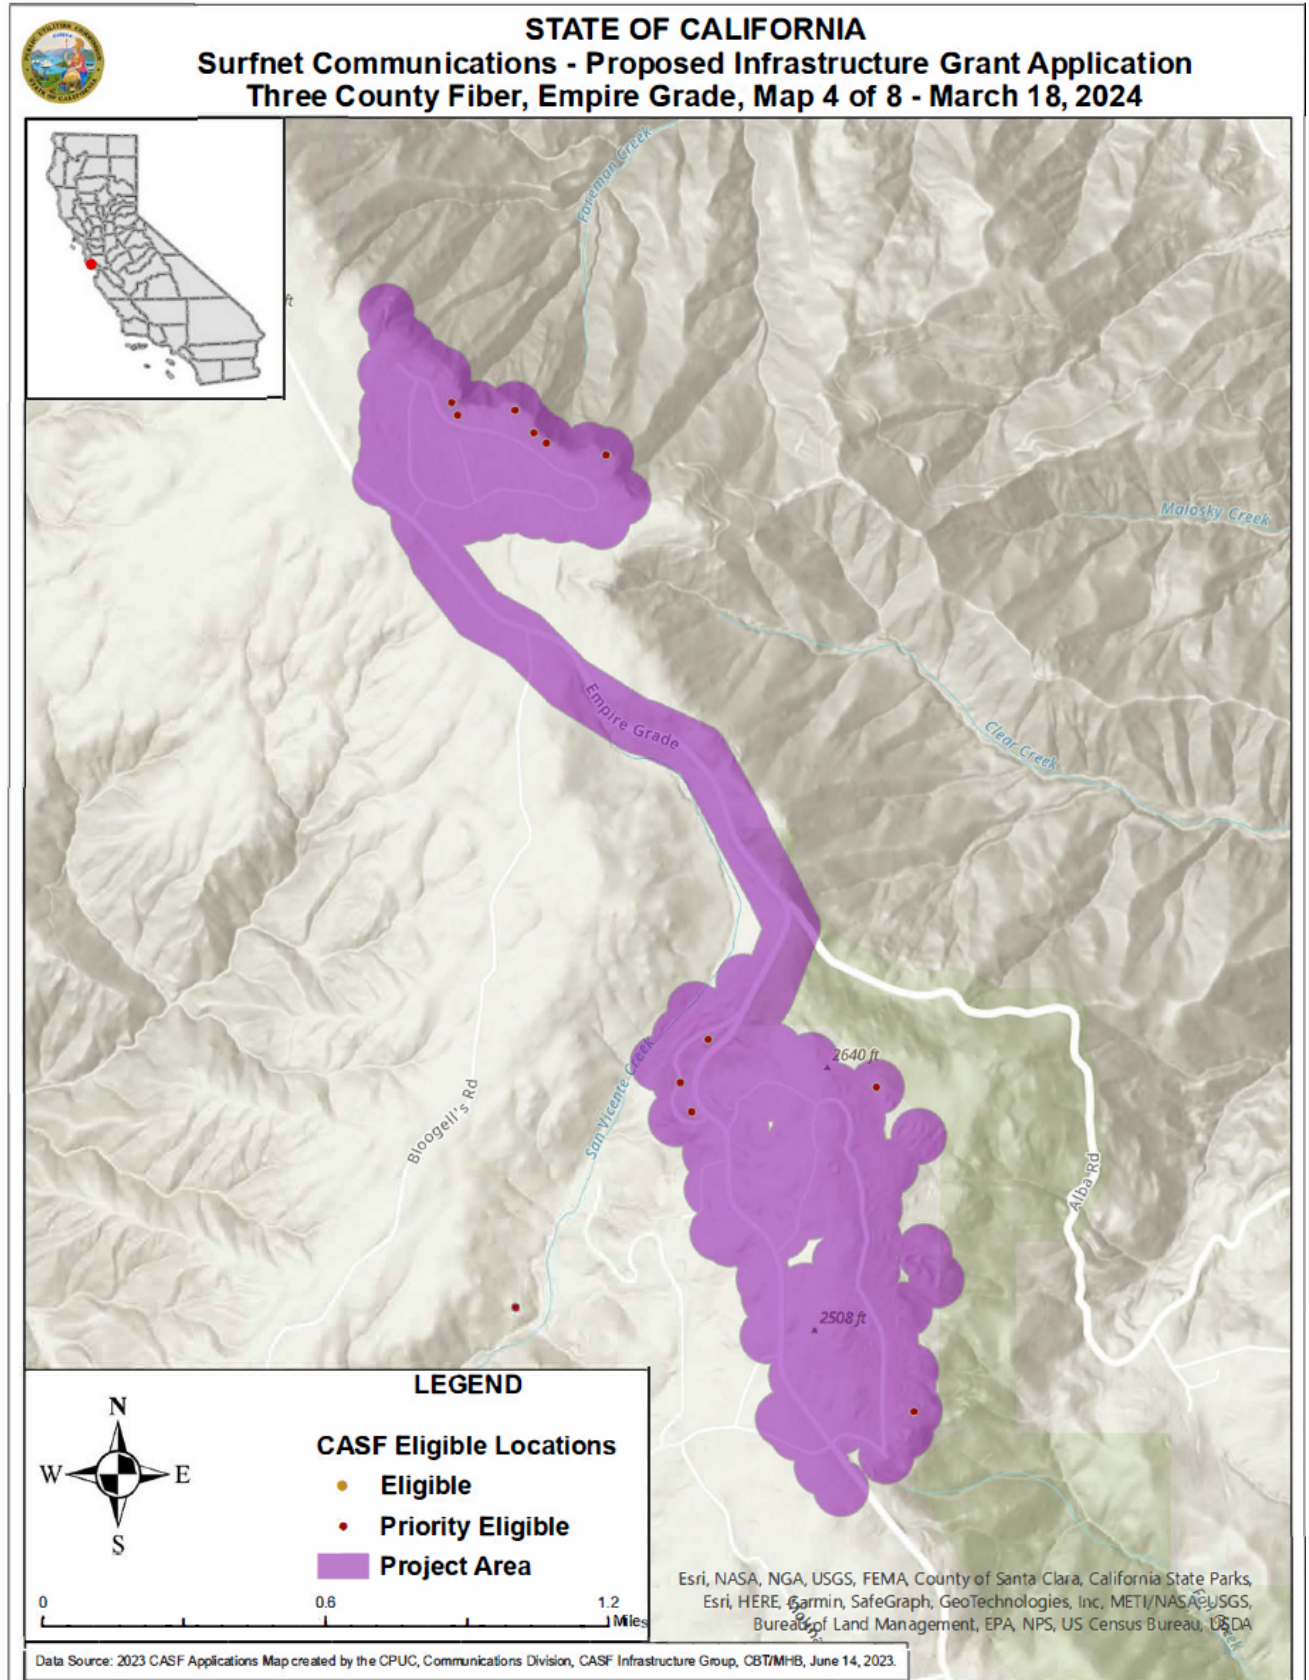 STATE OF CALIFORNIA
Surfnet Communications - Proposed Infrastructure Grant Application
Three County Fiber, Empire Grade, Map 4 of 8 - March 18, 2024
Foreman Creek
ft
Malosky Creek
Clear Creek
Empire Grade
San Vicente Creek
2640 ft
Bloogell's Rd
Alba Rd
2508 ft
LEGEND
CASF Eligible Locations
Eligible
Priority Eligible
Project Area
N
W E
S
0 0.6 1.2 Miles
Esri, NASA, NGA, USGS, FEMA, County of Santa Clara, California State Parks,
Esri, HERE, Garmin, SafeGraph, GeoTechnologies, Inc, METI/NASA, USGS,
Bureau of Land Management, EPA, NPS, US Census Bureau, USDA
Data Source: 2023 CASF Applications Map created by the CPUC, Communications Division, CASF Infrastructure Group, CBT/MHB, June 14, 2023.